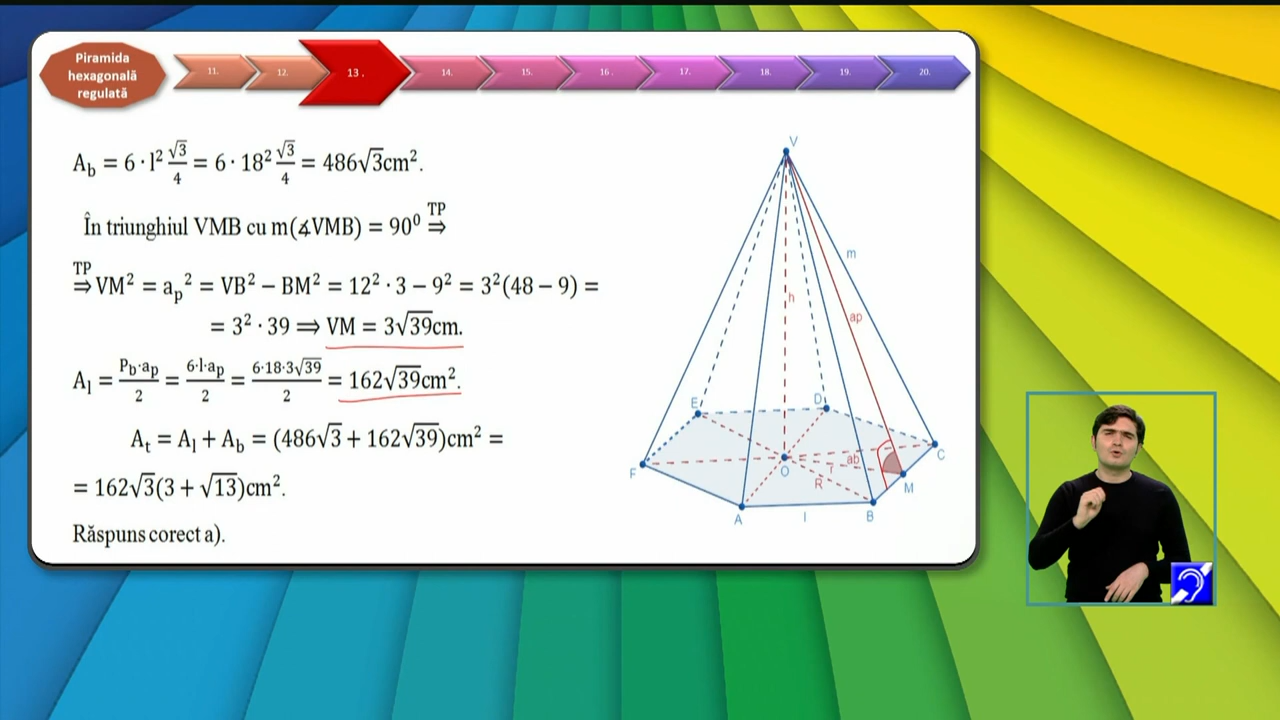 Piramida
hexagonală
regulată
11.
12.
13 .
14.
15.
16 .
17.
18.
19.
20.
A_b = 6 · l² √3/4 = 6 · 18² √3/4 = 486√3cm².
În triunghiul VMB cu m(∡VMB) = 90⁰ TP⇒
TP⇒ VM² = a_p² = VB² − BM² = 12² · 3 − 9² = 3²(48 − 9) =
= 3² · 39 ⟹ VM = 3√39cm.
A_l = P_b·a_p/2 = 6·l·a_p/2 = 6·18·3√39/2 = 162√39cm².
A_t = A_l + A_b = (486√3 + 162√39)cm² =
= 162√3(3 + √13)cm².
Răspuns corect a).
V
m
h
ap
E
D
F
O
ab
C
R
M
A
l
B